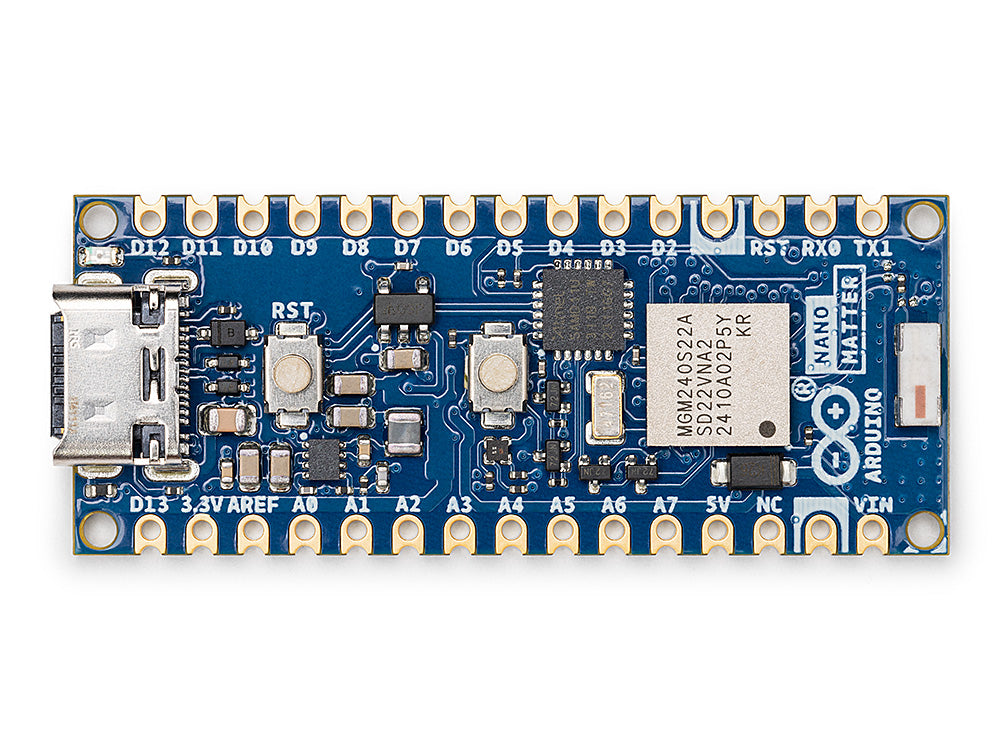 D12 D11 D10 D9 D8 D7 D6 D5 D4 D3 D2 RST RX0 TX1
RST
B
MGM240S22A
SD22VNA2
2410A02P5Y
KR
NANO
MATTER
®
ARDUINO
D13 3,3V AREF A0 A1 A2 A3 A4 A5 A6 A7 5V NC VIN